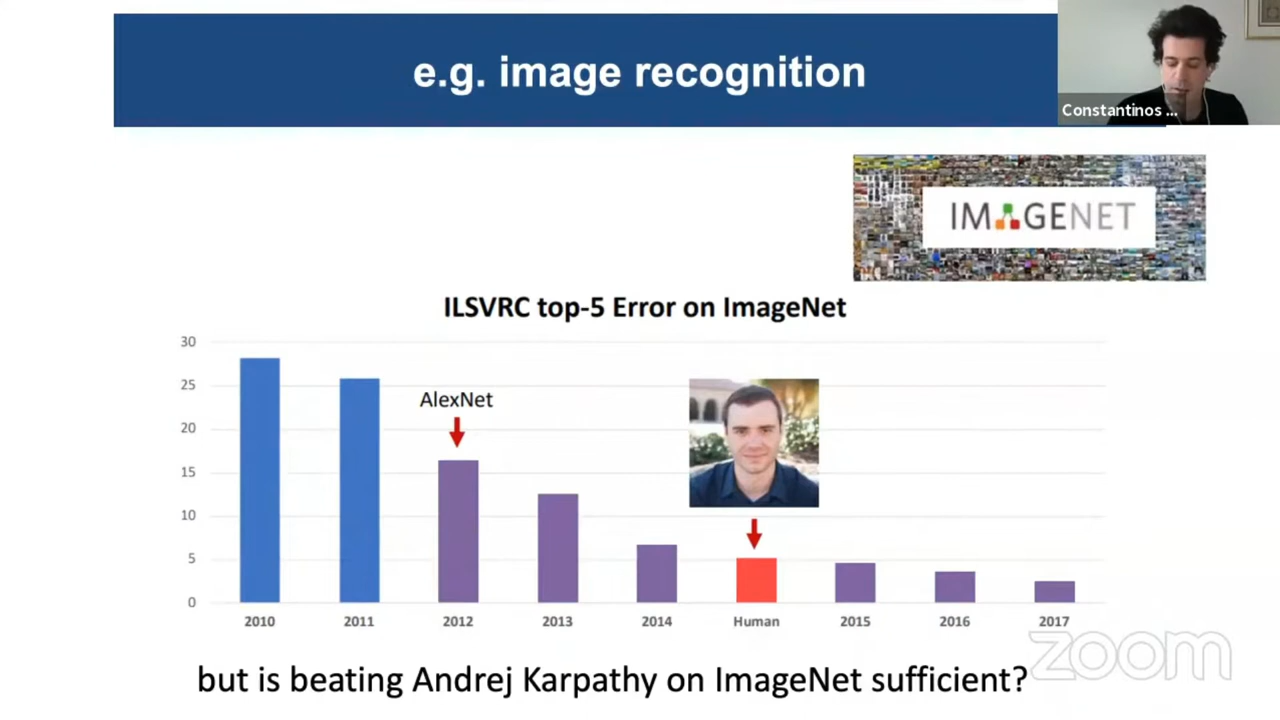 e.g. image recognition
Constantinos ...
IMAGENET
ILSVRC top-5 Error on ImageNet
30
25
20
15
10
5
0
AlexNet
2010
2011
2012
2013
2014
Human
2015
2016
2017
zoom
but is beating Andrej Karpathy on ImageNet sufficient?